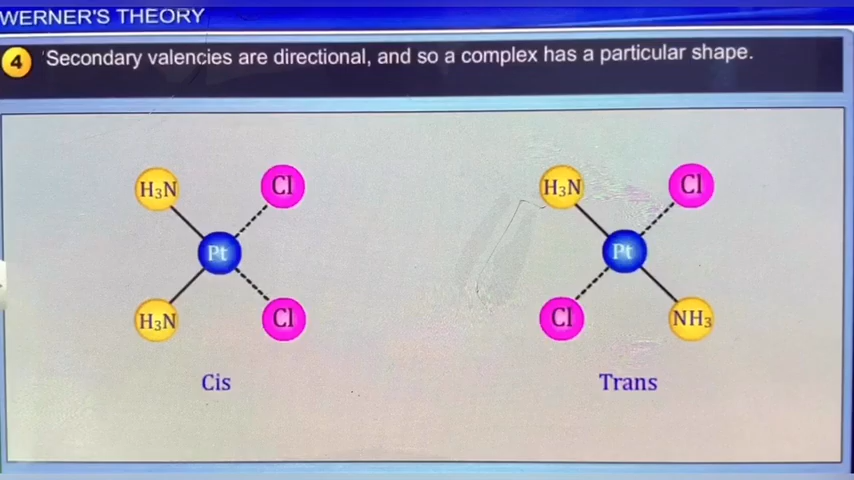 WERNER'S THEORY
4 Secondary valencies are directional, and so a complex has a particular shape.
H₃N Cl
Pt
H₃N Cl
Cis
H₃N Cl
Pt
Cl NH₃
Trans